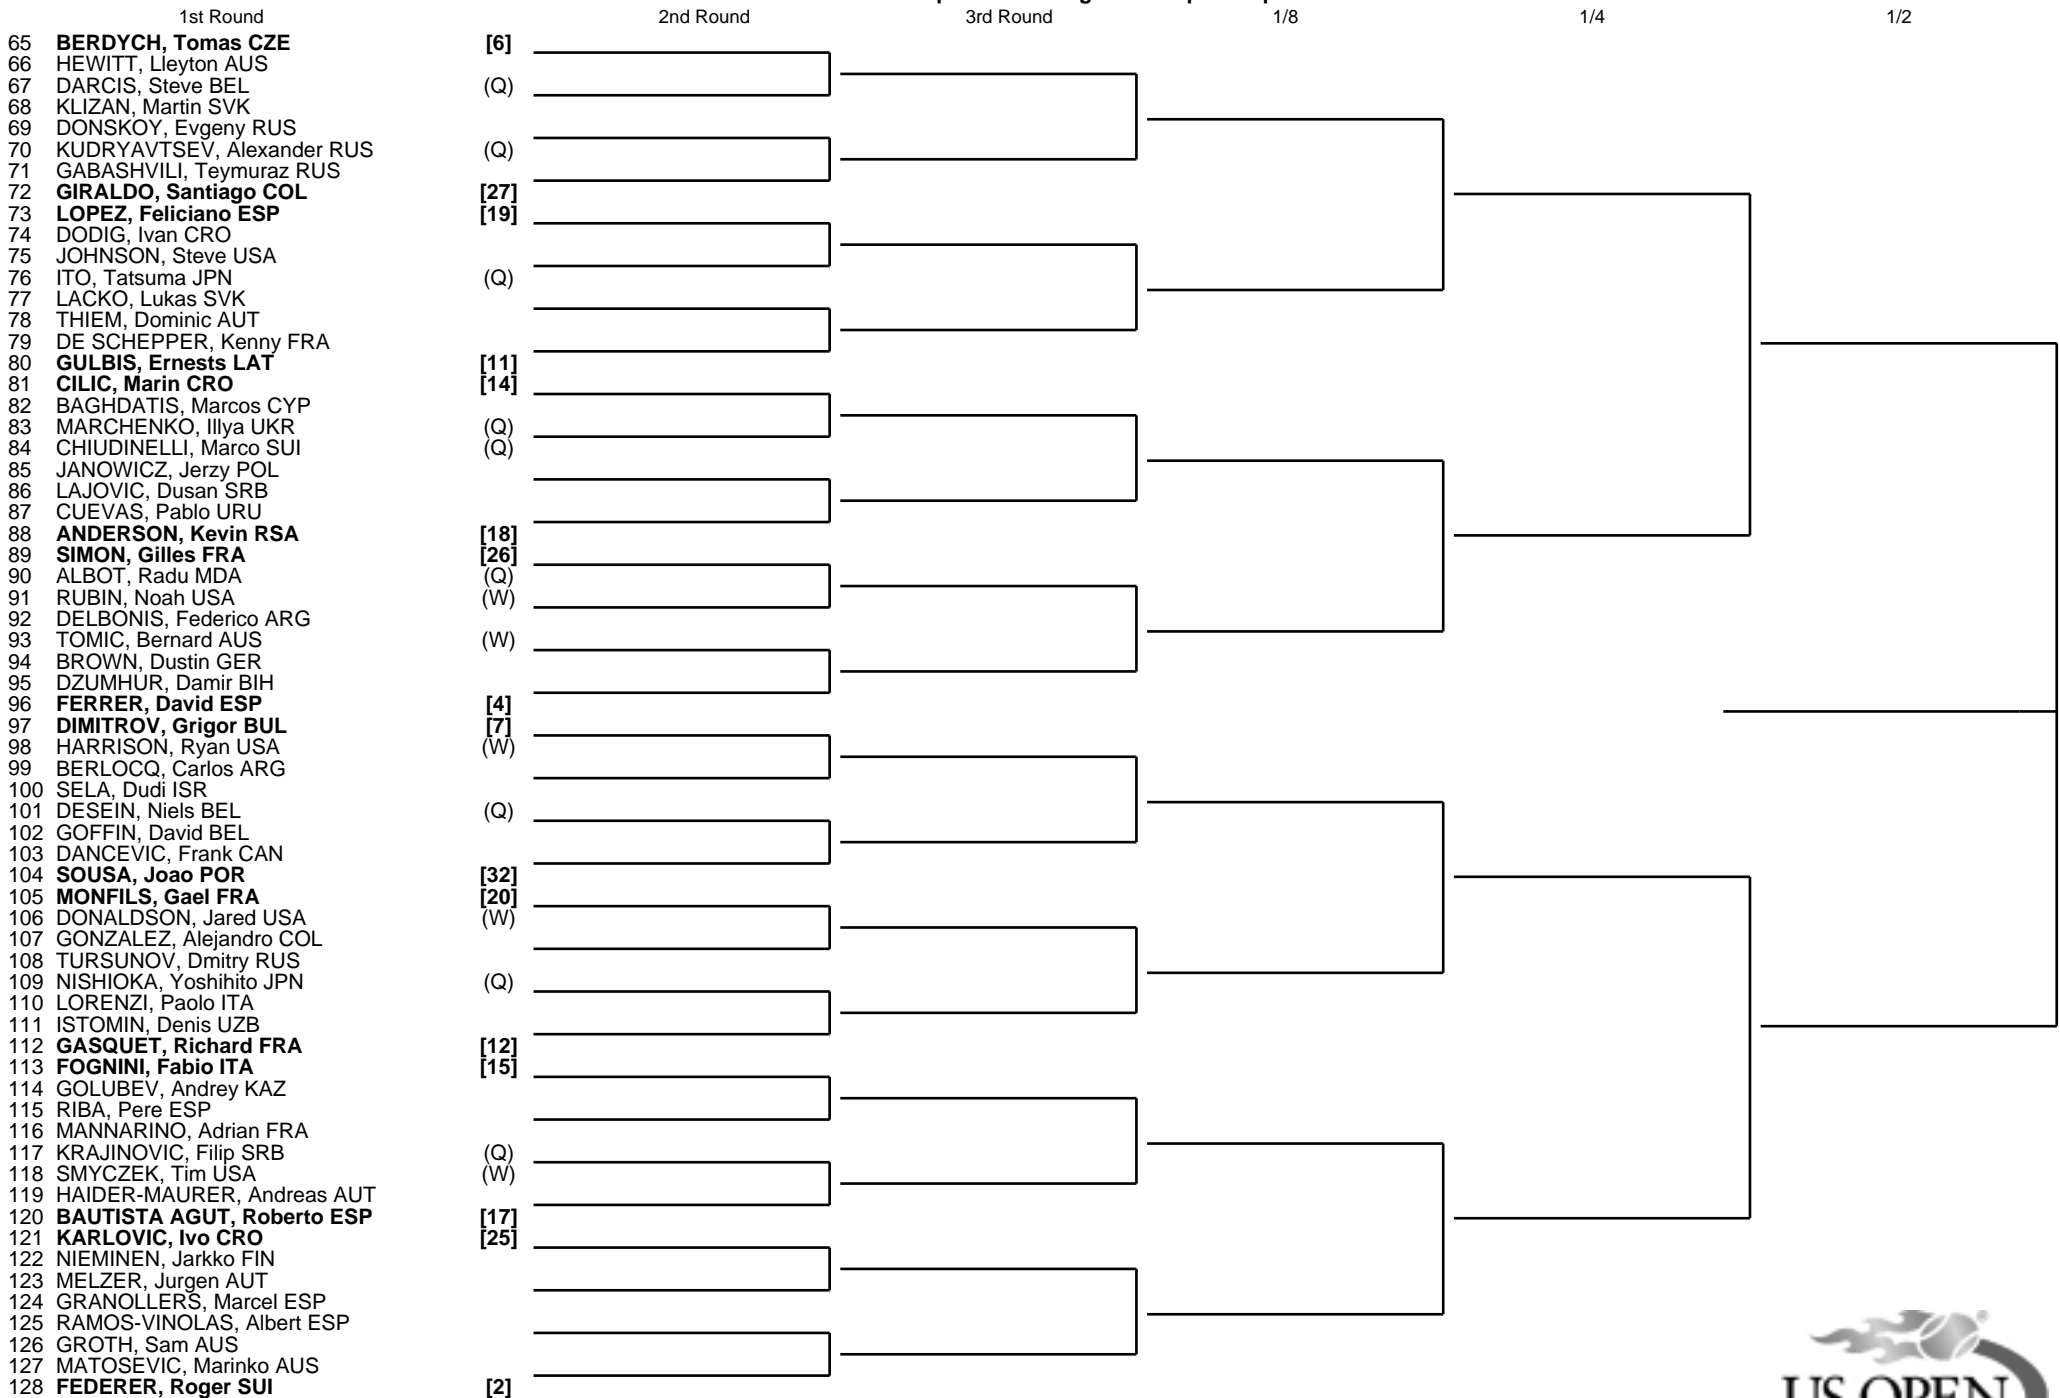 1st Round 2nd Round 3rd Round 1/8 1/4 1/2
65 BERDYCH, Tomas CZE [6]
66 HEWITT, Lleyton AUS
67 DARCIS, Steve BEL (Q)
68 KLIZAN, Martin SVK
69 DONSKOY, Evgeny RUS
70 KUDRYAVTSEV, Alexander RUS (Q)
71 GABASHVILI, Teymuraz RUS
72 GIRALDO, Santiago COL [27]
73 LOPEZ, Feliciano ESP [19]
74 DODIG, Ivan CRO
75 JOHNSON, Steve USA
76 ITO, Tatsuma JPN (Q)
77 LACKO, Lukas SVK
78 THIEM, Dominic AUT
79 DE SCHEPPER, Kenny FRA
80 GULBIS, Ernests LAT [11]
81 CILIC, Marin CRO [14]
82 BAGHDATIS, Marcos CYP
83 MARCHENKO, Illya UKR (Q)
84 CHIUDINELLI, Marco SUI (Q)
85 JANOWICZ, Jerzy POL
86 LAJOVIC, Dusan SRB
87 CUEVAS, Pablo URU
88 ANDERSON, Kevin RSA [18]
89 SIMON, Gilles FRA [26]
90 ALBOT, Radu MDA (Q)
91 RUBIN, Noah USA (W)
92 DELBONIS, Federico ARG
93 TOMIC, Bernard AUS (W)
94 BROWN, Dustin GER
95 DZUMHUR, Damir BIH
96 FERRER, David ESP [4]
97 DIMITROV, Grigor BUL [7]
98 HARRISON, Ryan USA (W)
99 BERLOCQ, Carlos ARG
100 SELA, Dudi ISR
101 DESEIN, Niels BEL (Q)
102 GOFFIN, David BEL
103 DANCEVIC, Frank CAN
104 SOUSA, Joao POR [32]
105 MONFILS, Gael FRA [20]
106 DONALDSON, Jared USA (W)
107 GONZALEZ, Alejandro COL
108 TURSUNOV, Dmitry RUS
109 NISHIOKA, Yoshihito JPN (Q)
110 LORENZI, Paolo ITA
111 ISTOMIN, Denis UZB
112 GASQUET, Richard FRA [12]
113 FOGNINI, Fabio ITA [15]
114 GOLUBEV, Andrey KAZ
115 RIBA, Pere ESP
116 MANNARINO, Adrian FRA
117 KRAJINOVIC, Filip SRB (Q)
118 SMYCZEK, Tim USA (W)
119 HAIDER-MAURER, Andreas AUT
120 BAUTISTA AGUT, Roberto ESP [17]
121 KARLOVIC, Ivo CRO [25]
122 NIEMINEN, Jarkko FIN
123 MELZER, Jurgen AUT
124 GRANOLLERS, Marcel ESP
125 RAMOS-VINOLAS, Albert ESP
126 GROTH, Sam AUS
127 MATOSEVIC, Marinko AUS
128 FEDERER, Roger SUI [2]
US OPEN